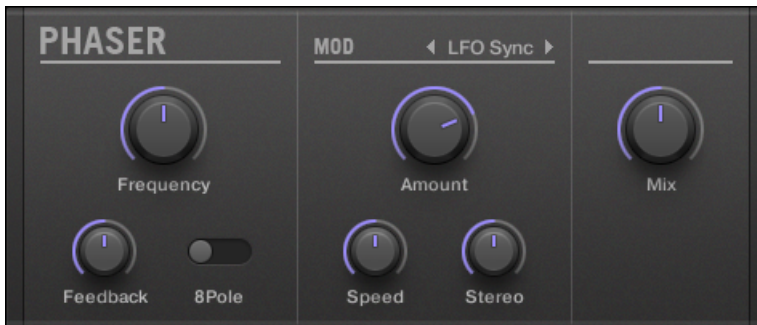 PHASER
MOD
LFO Sync
Frequency
Amount
Mix
Feedback
8Pole
Speed
Stereo